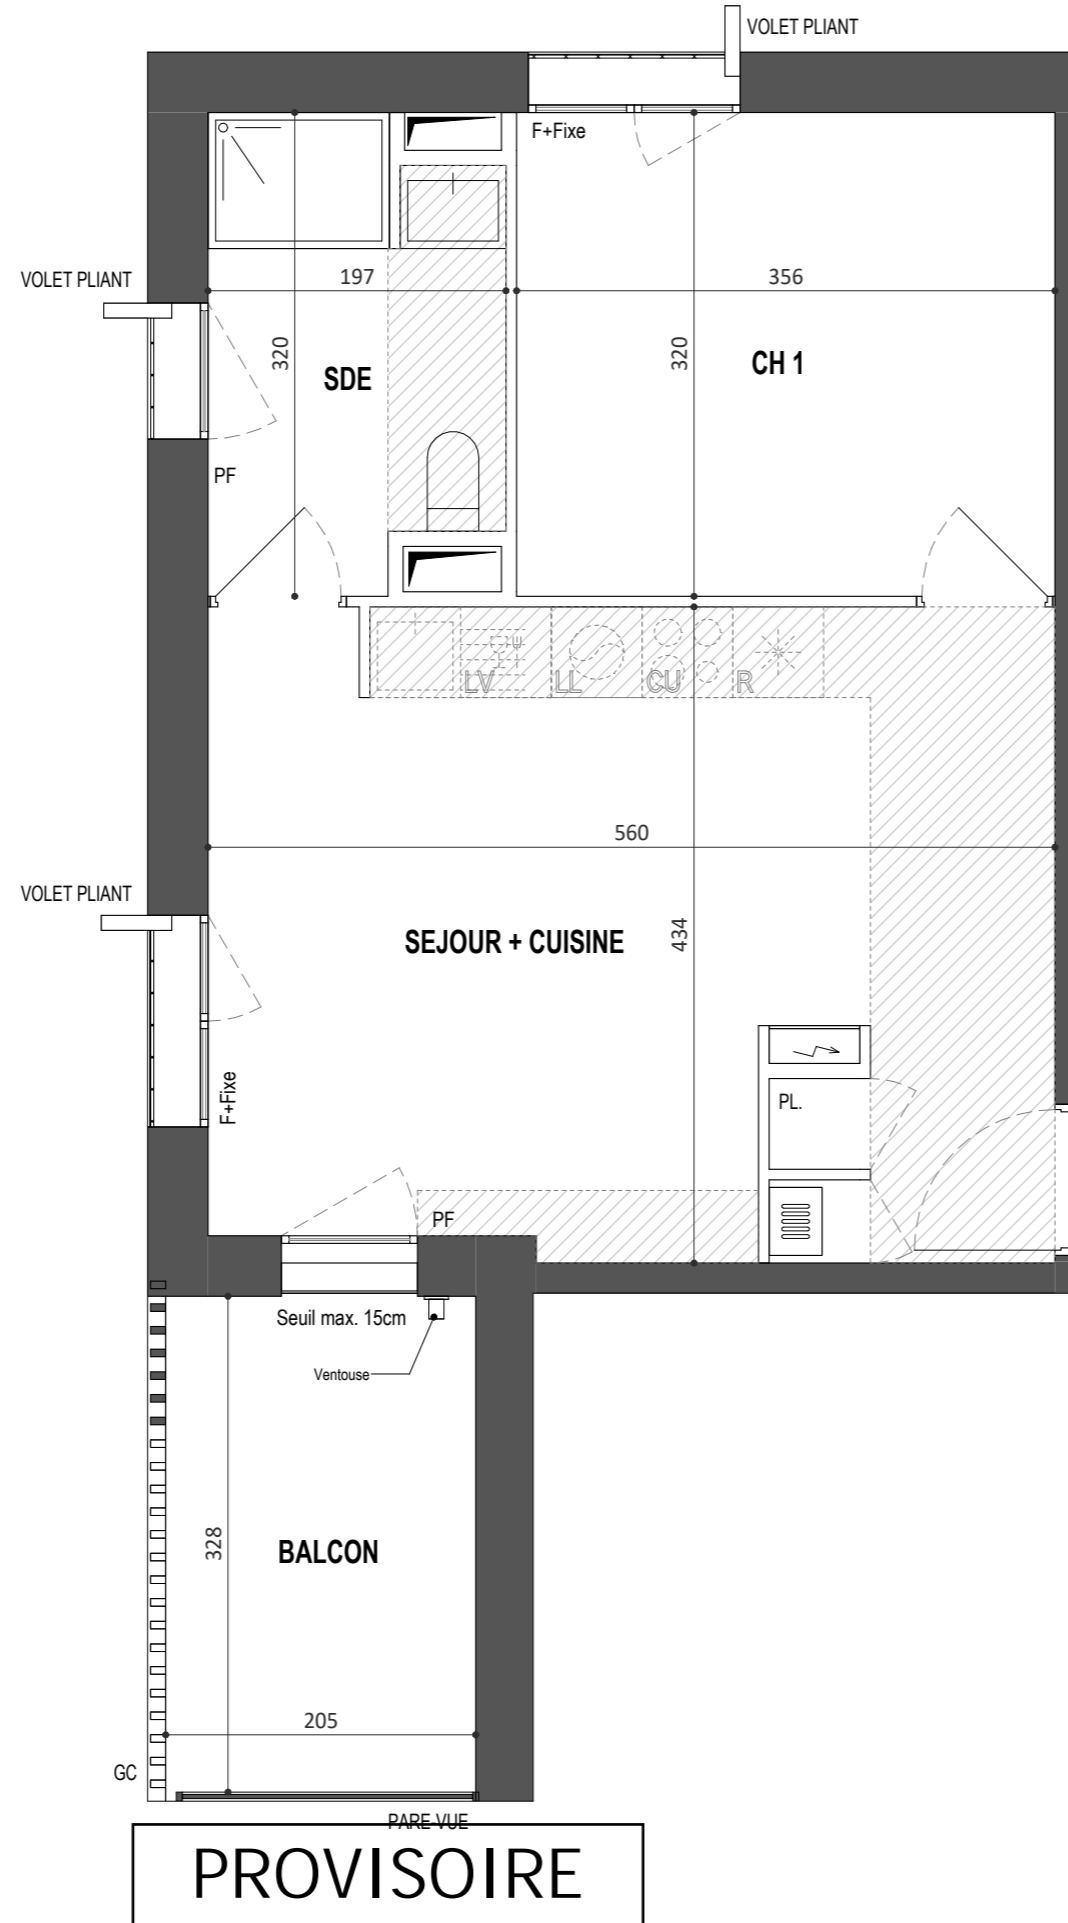 VOLET PLIANT
F+Fixe
VOLET PLIANT
197
356
320
320
SDE
CH 1
PF
LV
LL
CU
R
560
VOLET PLIANT
434
SEJOUR + CUISINE
F+Fixe
PL.
PF
Seuil max. 15cm
Ventouse
328
BALCON
205
GC
PARE-VUE
PROVISOIRE